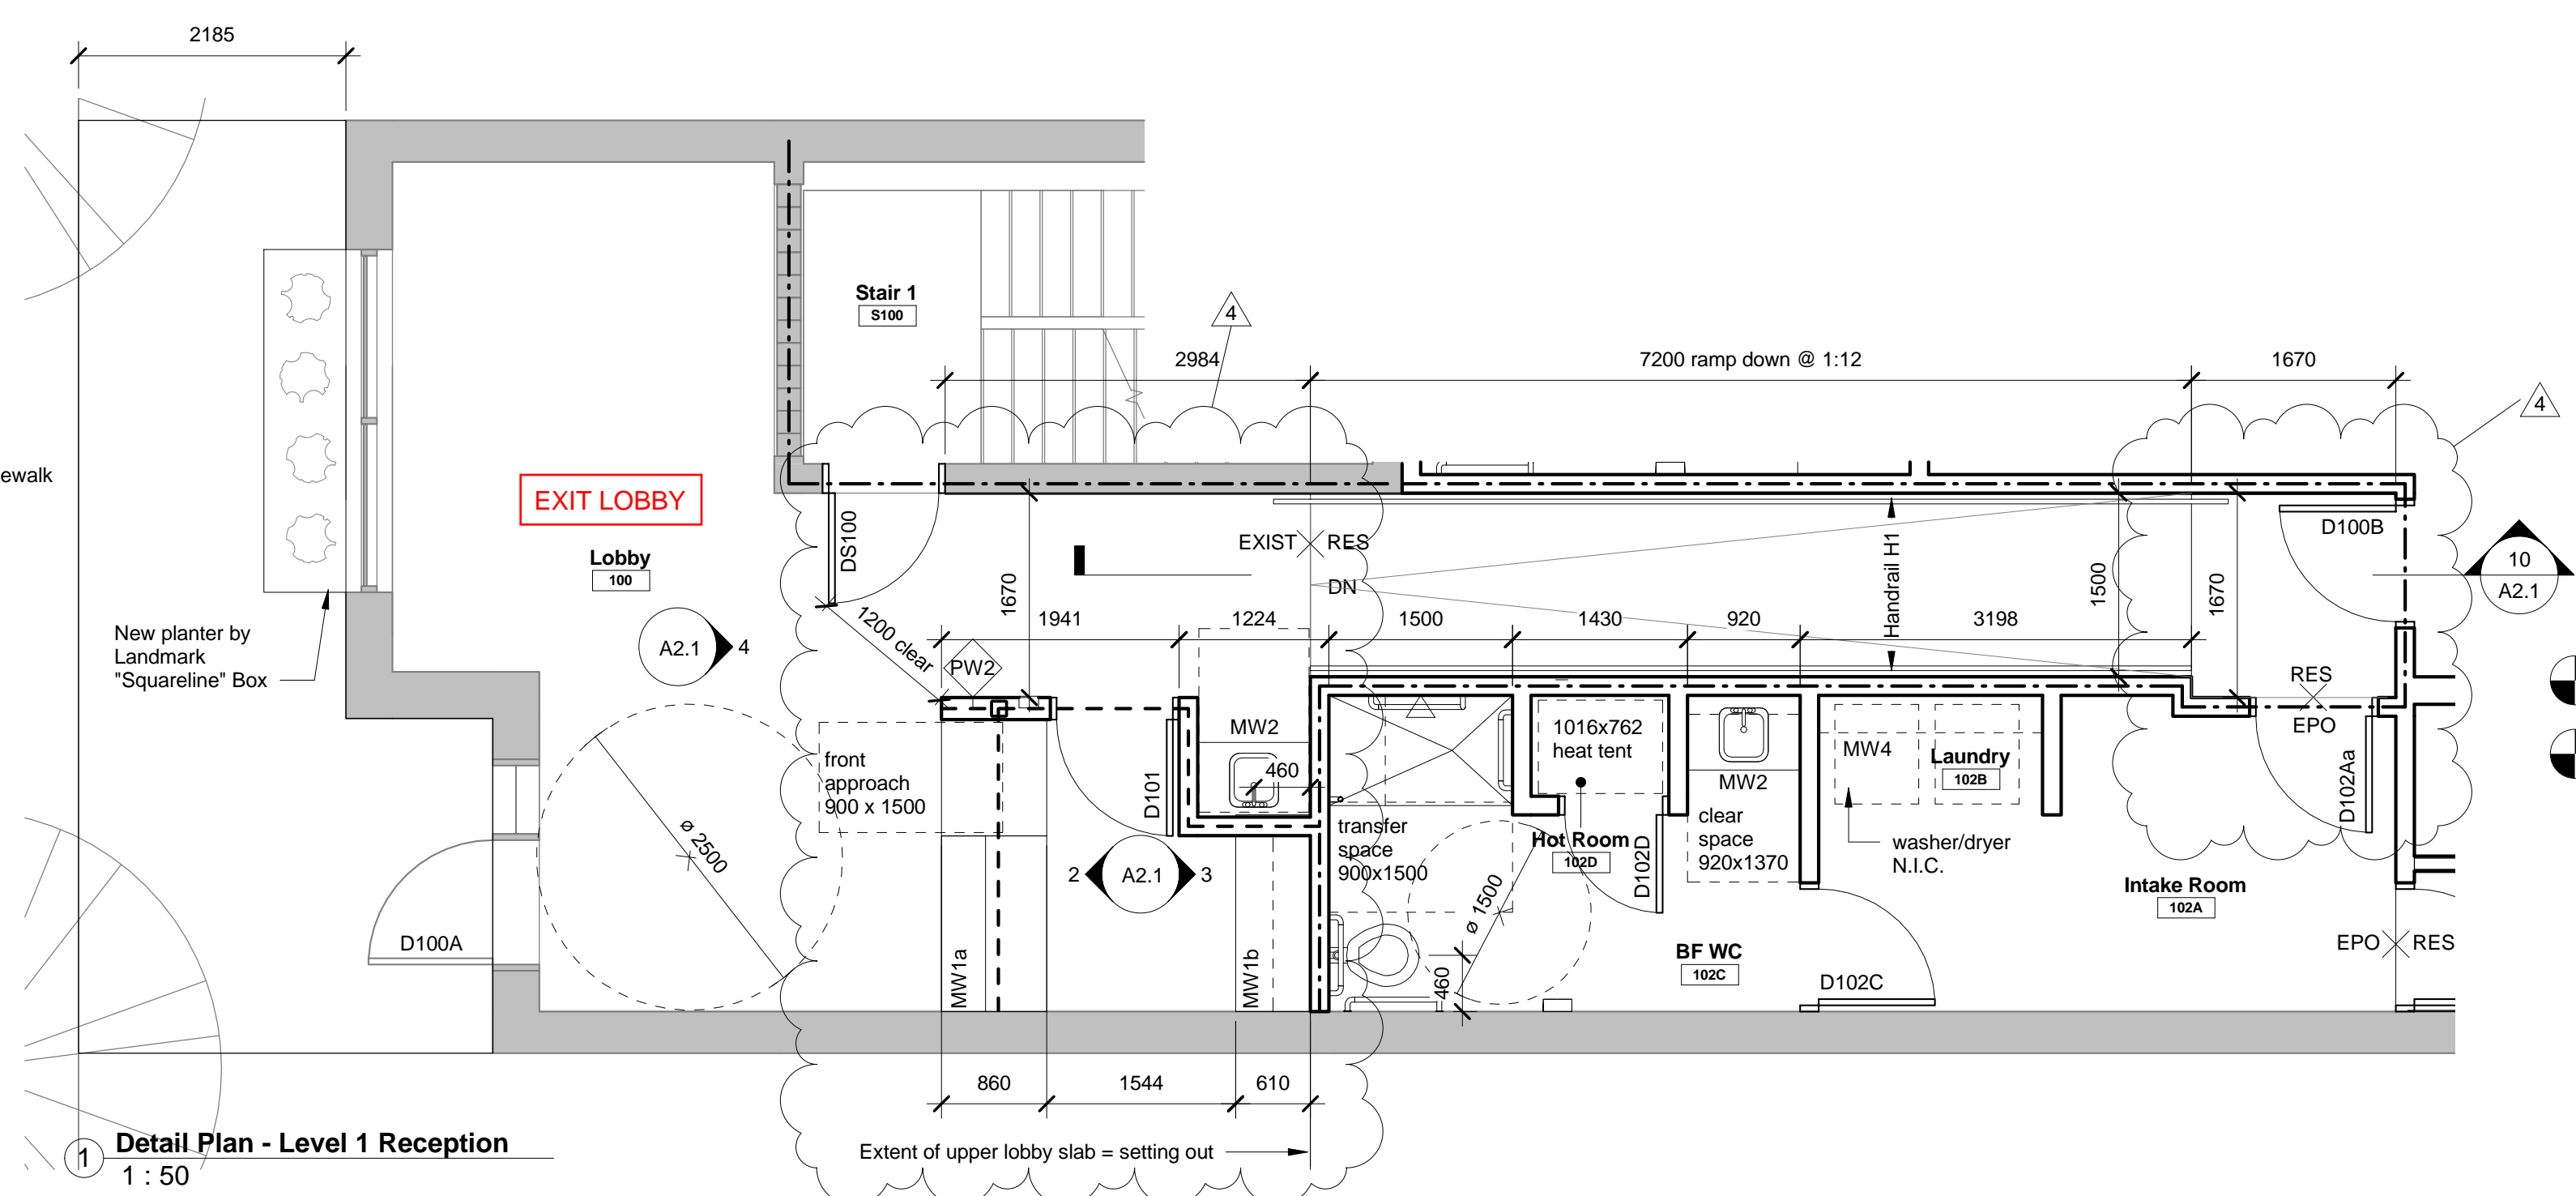 2185
Stair 1
S100
4
2984
7200 ramp down @ 1:12
1670
4
ewalk
EXIT LOBBY
Lobby
100
DS100
EXIST
RES
DN
Handrail H1
1500
1670
D100B
10
A2.1
1670
1941
1224
1500
1430
920
3198
1200 clear
PW2
A2.1
4
New planter by
Landmark
"Squareline" Box
RES
EPO
front
approach
900 x 1500
MW2
460
D101
1016x762
heat tent
MW2
MW4
Laundry
102B
D102Aa
ø 2500
transfer
space
900x1500
Hot Room
102D
D102D
clear
space
920x1370
washer/dryer
N.I.C.
2
A2.1
3
ø 1500
Intake Room
102A
D100A
MW1a
MW1b
460
BF WC
102C
D102C
EPO
RES
860
1544
610
Extent of upper lobby slab = setting out
1
Detail Plan - Level 1 Reception
1 : 50